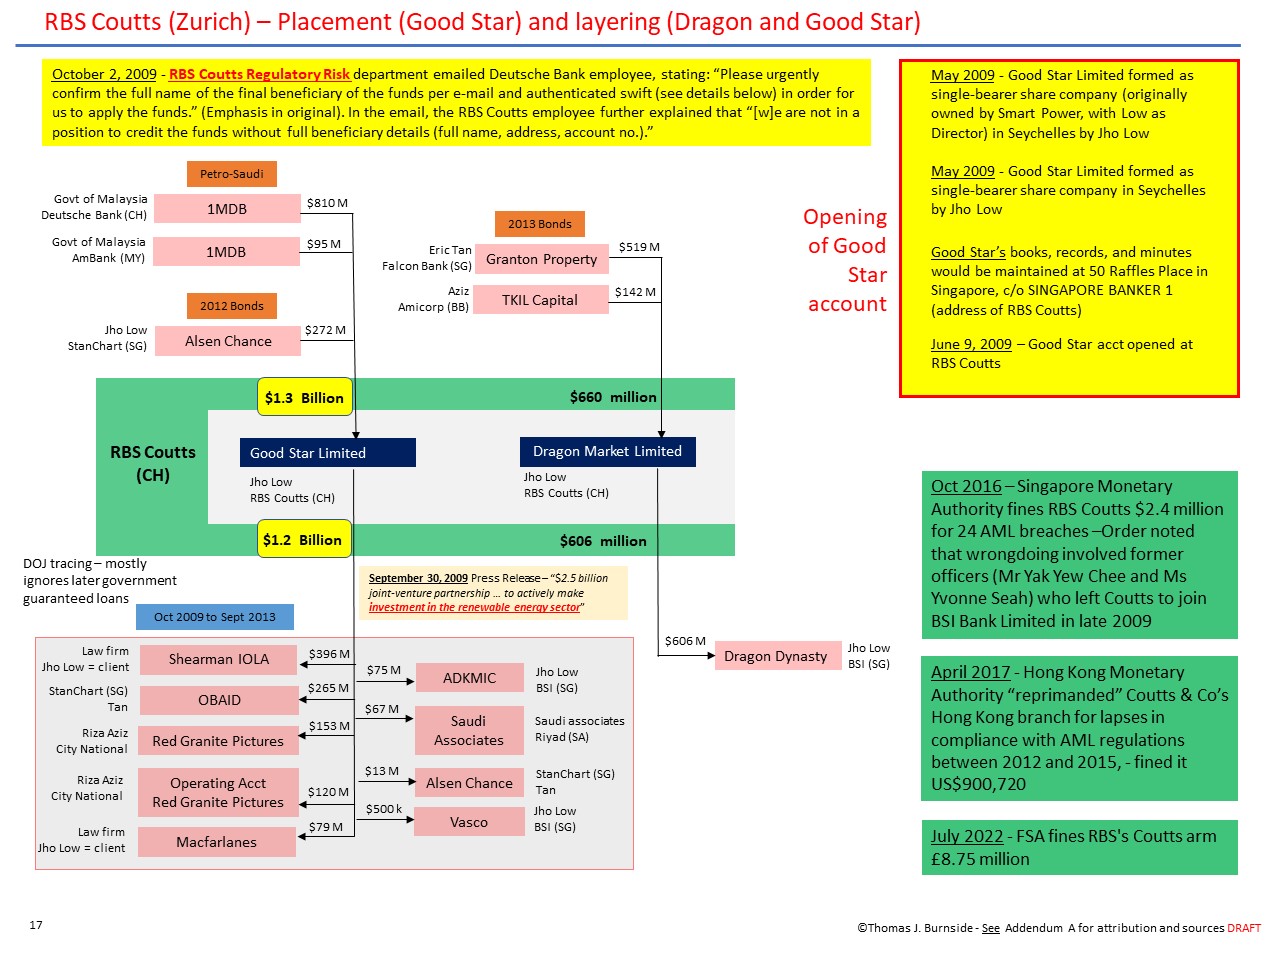 RBS Coutts (Zurich) – Placement (Good Star) and layering (Dragon and Good Star)
October 2, 2009 - RBS Coutts Regulatory Risk department emailed Deutsche Bank employee, stating: “Please urgently
confirm the full name of the final beneficiary of the funds per e-mail and authenticated swift (see details below) in order for
us to apply the funds.” (Emphasis in original). In the email, the RBS Coutts employee further explained that “[w]e are not in a
position to credit the funds without full beneficiary details (full name, address, account no.).”
May 2009 - Good Star Limited formed as
single-bearer share company (originally
owned by Smart Power, with Low as
Director) in Seychelles by Jho Low
May 2009 - Good Star Limited formed as
single-bearer share company in Seychelles
by Jho Low
Good Star’s books, records, and minutes
would be maintained at 50 Raffles Place in
Singapore, c/o SINGAPORE BANKER 1
(address of RBS Coutts)
June 9, 2009 – Good Star acct opened at
RBS Coutts
Opening
of Good
Star
account
Petro-Saudi
Govt of Malaysia
Deutsche Bank (CH)
1MDB
$810 M
Govt of Malaysia
AmBank (MY)
1MDB
$95 M
2012 Bonds
Jho Low
StanChart (SG)
Alsen Chance
$272 M
2013 Bonds
Eric Tan
Falcon Bank (SG)
Granton Property
$519 M
Aziz
Amicorp (BB)
TKIL Capital
$142 M
$1.3 Billion
$660 million
RBS Coutts
(CH)
Good Star Limited
Jho Low
RBS Coutts (CH)
Dragon Market Limited
Jho Low
RBS Coutts (CH)
$1.2 Billion
$606 million
DOJ tracing – mostly
ignores later government
guaranteed loans
September 30, 2009 Press Release – “$2.5 billion
joint-venture partnership ... to actively make
investment in the renewable energy sector”
Oct 2009 to Sept 2013
Law firm
Jho Low = client
Shearman IOLA
$396 M
StanChart (SG)
Tan
OBAID
$265 M
Riza Aziz
City National
Red Granite Pictures
$153 M
Riza Aziz
City National
Operating Acct
Red Granite Pictures
$120 M
Law firm
Jho Low = client
Macfarlanes
$79 M
$75 M
ADKMIC
Jho Low
BSI (SG)
$67 M
Saudi
Associates
Saudi associates
Riyad (SA)
$13 M
Alsen Chance
StanChart (SG)
Tan
$500 k
Vasco
Jho Low
BSI (SG)
$606 M
Dragon Dynasty
Jho Low
BSI (SG)
Oct 2016 – Singapore Monetary
Authority fines RBS Coutts $2.4 million
for 24 AML breaches –Order noted
that wrongdoing involved former
officers (Mr Yak Yew Chee and Ms
Yvonne Seah) who left Coutts to join
BSI Bank Limited in late 2009
April 2017 - Hong Kong Monetary
Authority “reprimanded” Coutts & Co’s
Hong Kong branch for lapses in
compliance with AML regulations
between 2012 and 2015, - fined it
US$900,720
July 2022 - FSA fines RBS's Coutts arm
£8.75 million
17
©Thomas J. Burnside - See Addendum A for attribution and sources DRAFT